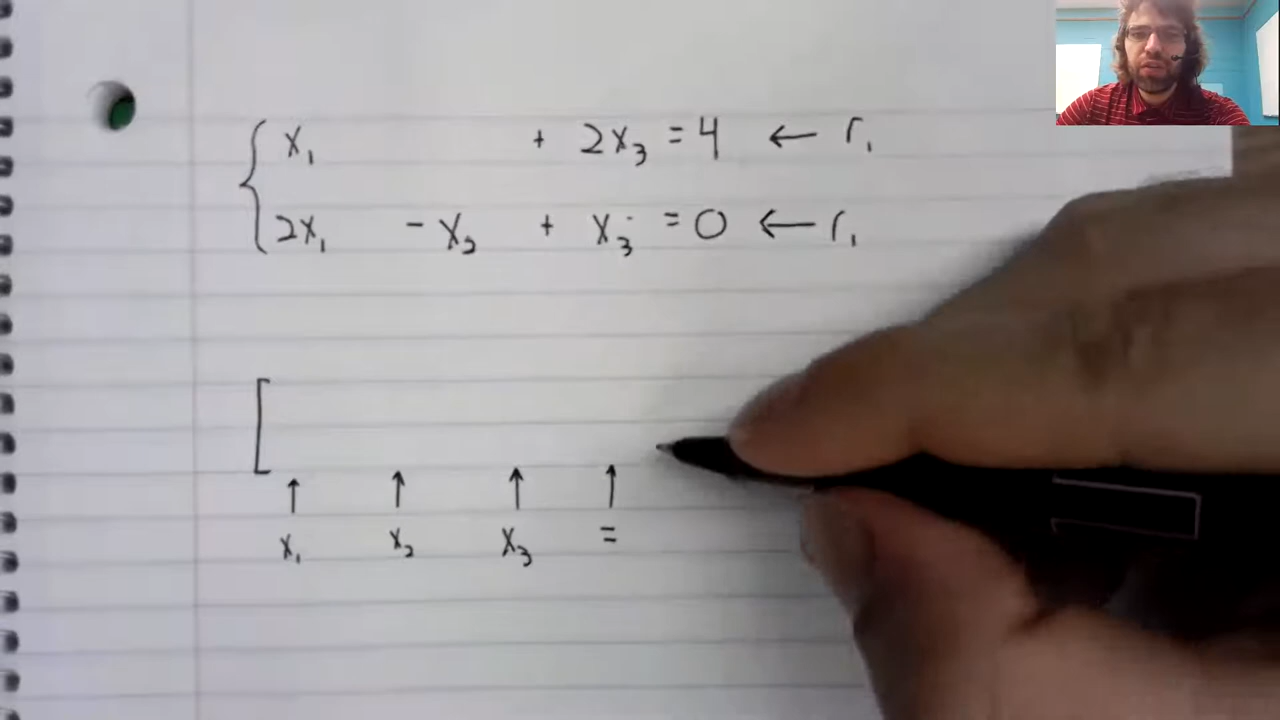 x₁ + 2x₃ = 4 ← r₁
2x₁ - x₂ + x₃ = 0 ← r₁
[
↑ ↑ ↑ ↑
x₁ x₂ x₃ =